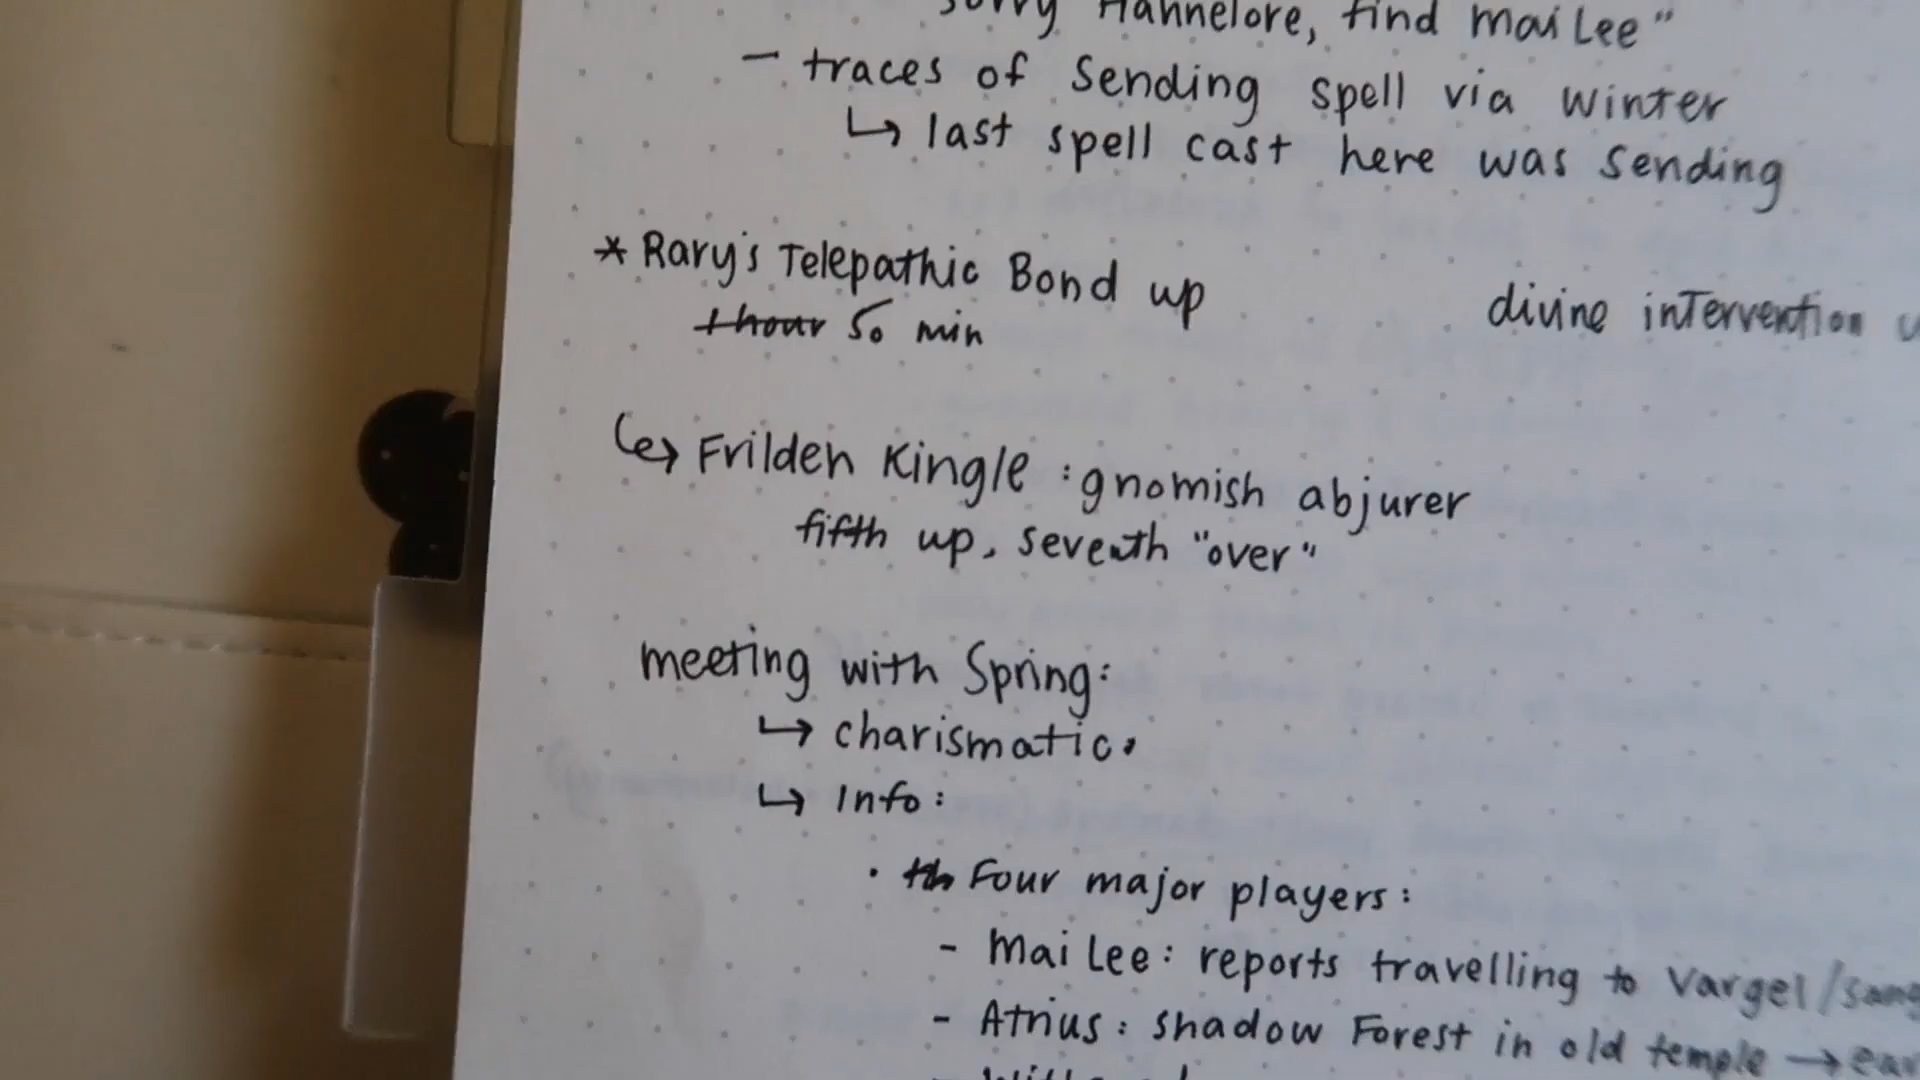 sorry Hannelore, find Mai Lee"
- traces of Sending spell via Winter
↳ last spell cast here was Sending
* Rary's Telepathic Bond up
1 hour 50 min
divine intervention
↳ Frilden Kingle : gnomish abjurer
fifth up, seventh "over"
meeting with Spring:
↳ charismatic.
↳ Info:
· th Four major players:
- Mai Lee: reports travelling to Vargel/
- Atrius: shadow Forest in old temple →